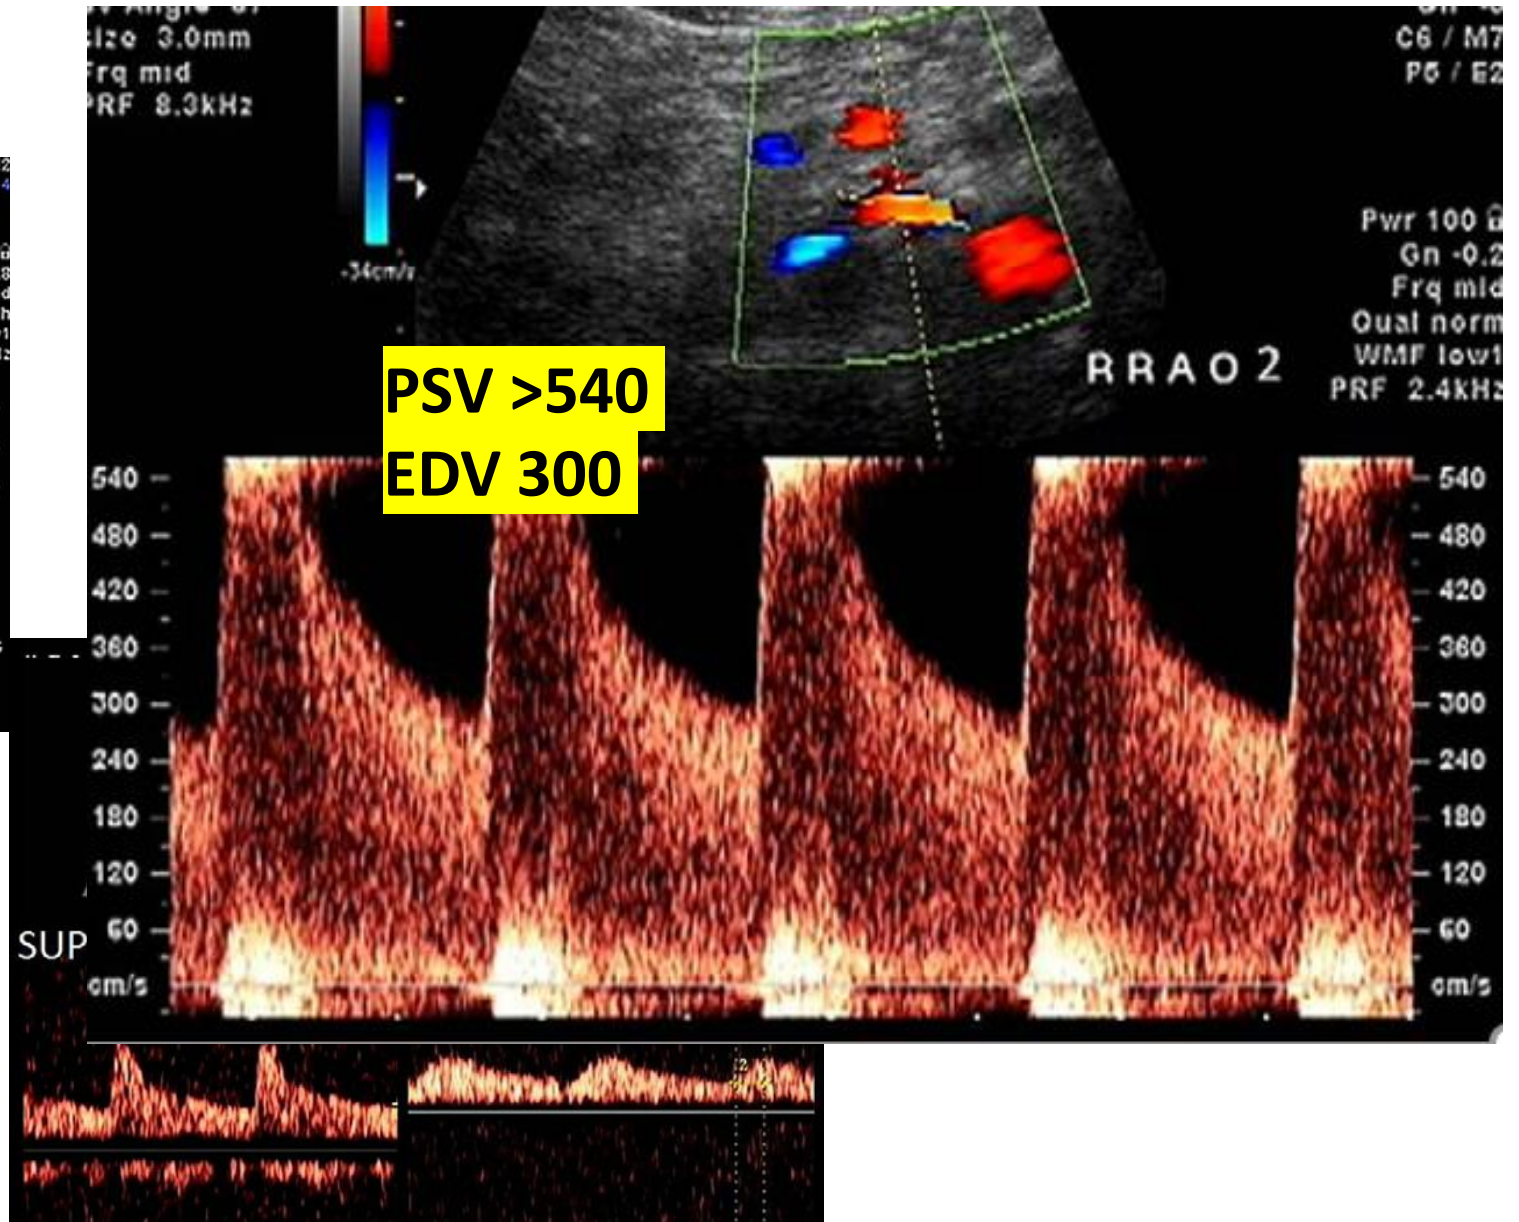 size 3.0mm
Frq mid
PRF 8.3kHz
C6 / M7
P5 / E2
-34cm/s
Pwr 100
Gn -0.2
Frq mid
Qual norm
WMF low1
PRF 2.4kHz
RRAO 2
PSV >540
EDV 300
540
540
480
480
420
420
360
360
300
300
240
240
180
180
120
120
60
60
SUP
cm/s
cm/s
2